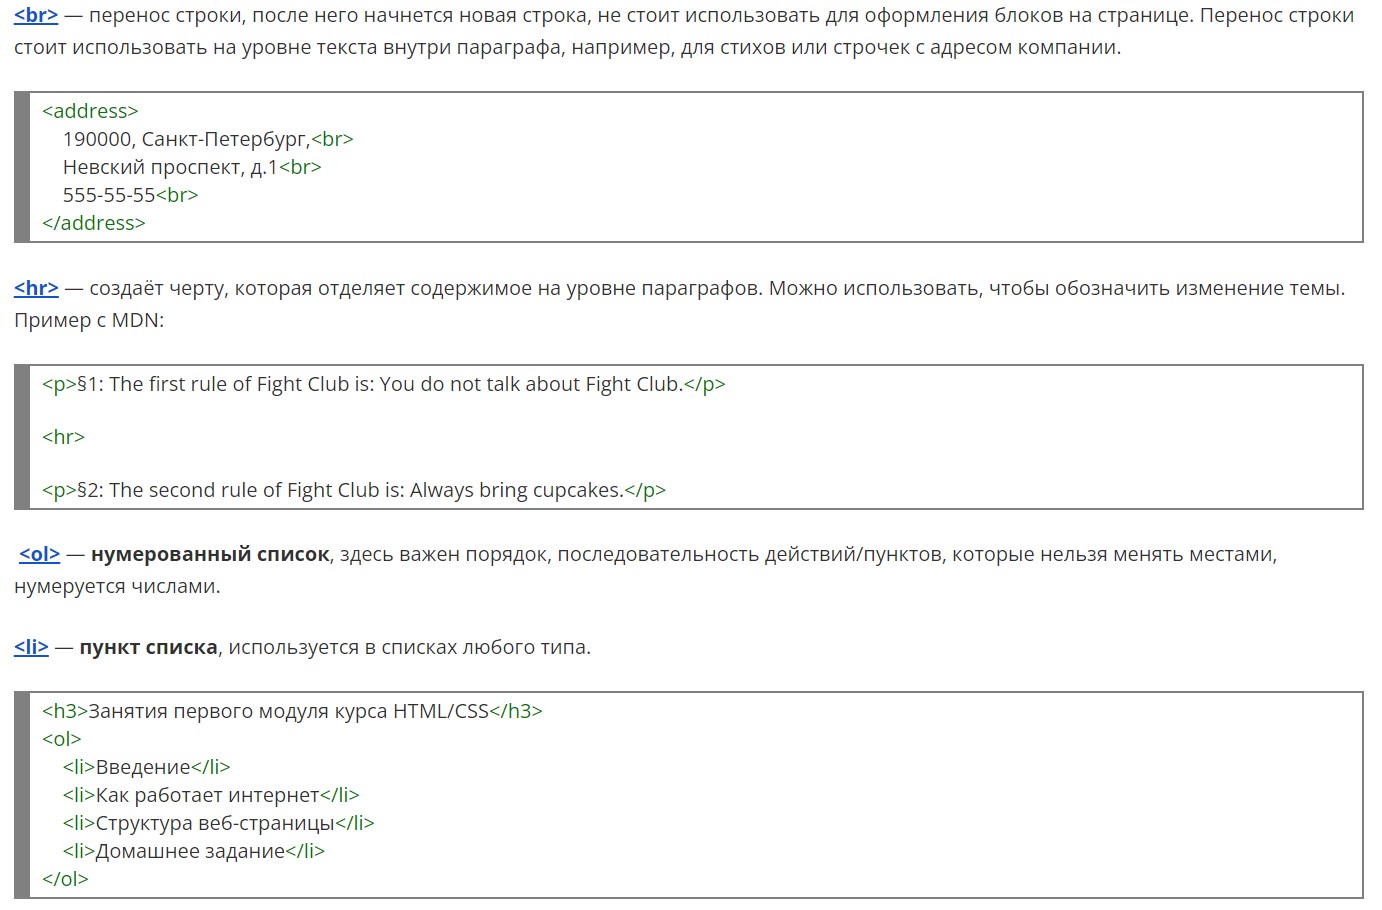 <br> — перенос строки, после него начнется новая строка, не стоит использовать для оформления блоков на странице. Перенос строки
стоит использовать на уровне текста внутри параграфа, например, для стихов или строчек с адресом компании.
<address>
190000, Санкт-Петербург,<br>
Невский проспект, д.1<br>
555-55-55<br>
</address>
<hr> — создаёт черту, которая отделяет содержимое на уровне параграфов. Можно использовать, чтобы обозначить изменение темы.
Пример с MDN:
<p>§1: The first rule of Fight Club is: You do not talk about Fight Club.</p>
<hr>
<p>§2: The second rule of Fight Club is: Always bring cupcakes.</p>
<ol> — нумерованный список, здесь важен порядок, последовательность действий/пунктов, которые нельзя менять местами,
нумеруется числами.
<li> — пункт списка, используется в списках любого типа.
<h3>Занятия первого модуля курса HTML/CSS</h3>
<ol>
<li>Введение</li>
<li>Как работает интернет</li>
<li>Структура веб-страницы</li>
<li>Домашнее задание</li>
</ol>